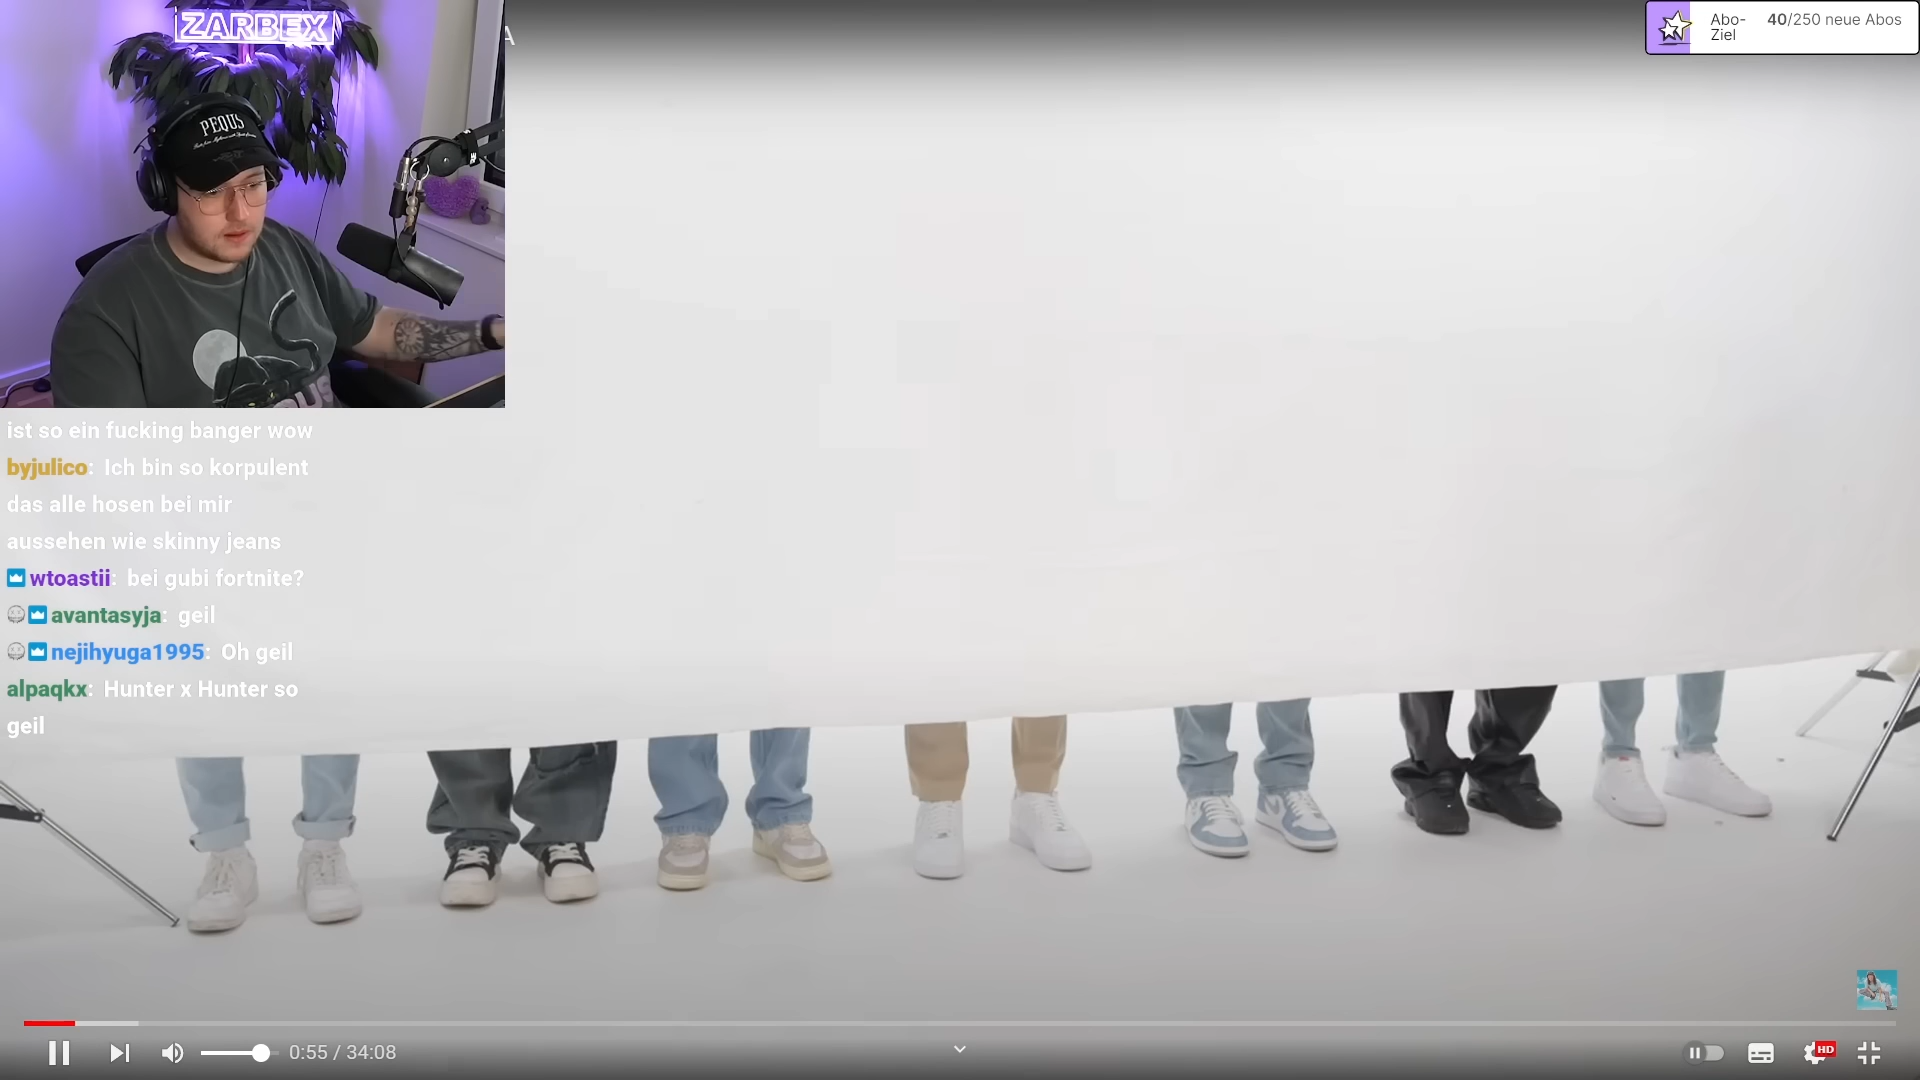 ZARBEX
A
PEQUS
Abo-
Ziel
40/250 neue Abos
ist so ein fucking banger wow
byjulico: Ich bin so korpulent
das alle hosen bei mir
aussehen wie skinny jeans
wtoastii: bei gubi fortnite?
avantasyja: geil
nejihyuga1995: Oh geil
alpaqkx: Hunter x Hunter so
geil
0:55 / 34:08
HD